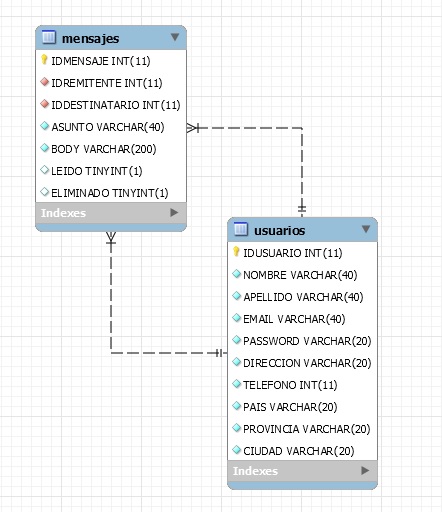 mensajes
IDMENSAJE INT(11)
IDREMITENTE INT(11)
IDDESTINATARIO INT(11)
ASUNTO VARCHAR(40)
BODY VARCHAR(200)
LEIDO TINYINT(1)
ELIMINADO TINYINT(1)
Indexes
usuarios
IDUSUARIO INT(11)
NOMBRE VARCHAR(40)
APELLIDO VARCHAR(40)
EMAIL VARCHAR(40)
PASSWORD VARCHAR(20)
DIRECCION VARCHAR(20)
TELEFONO INT(11)
PAIS VARCHAR(20)
PROVINCIA VARCHAR(20)
CIUDAD VARCHAR(20)
Indexes